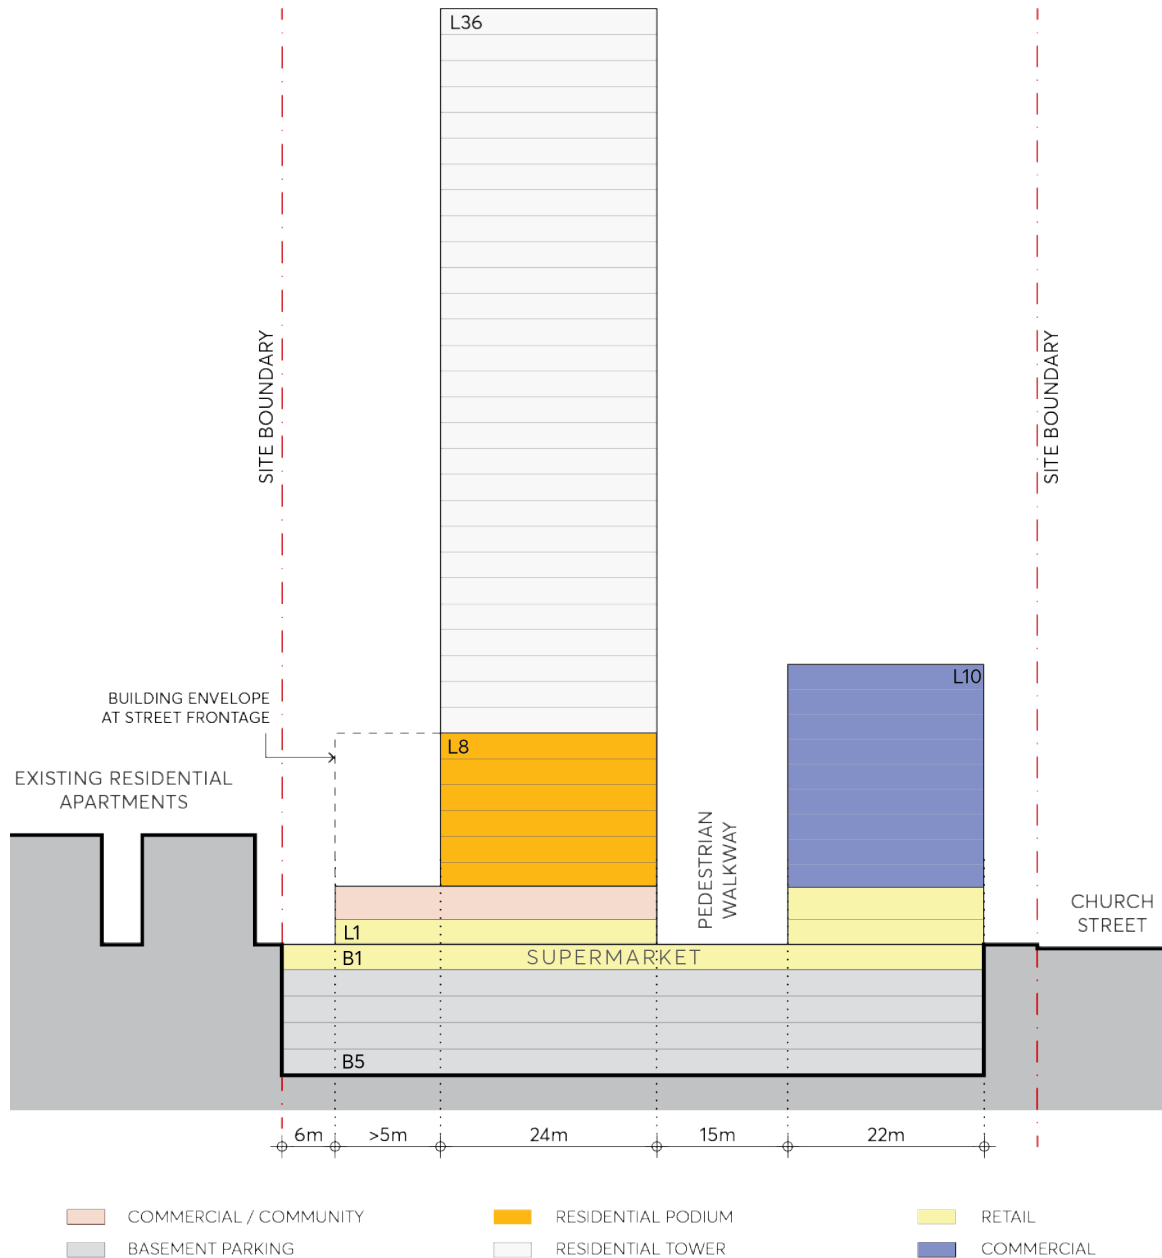 L36
SITE BOUNDARY
SITE BOUNDARY
L10
BUILDING ENVELOPE
AT STREET FRONTAGE
L8
EXISTING RESIDENTIAL
APARTMENTS
PEDESTRIAN
WALKWAY
CHURCH
STREET
L1
B1
SUPERMARKET
B5
6m
>5m
24m
15m
22m
COMMERCIAL / COMMUNITY
RESIDENTIAL PODIUM
RETAIL
BASEMENT PARKING
RESIDENTIAL TOWER
COMMERCIAL